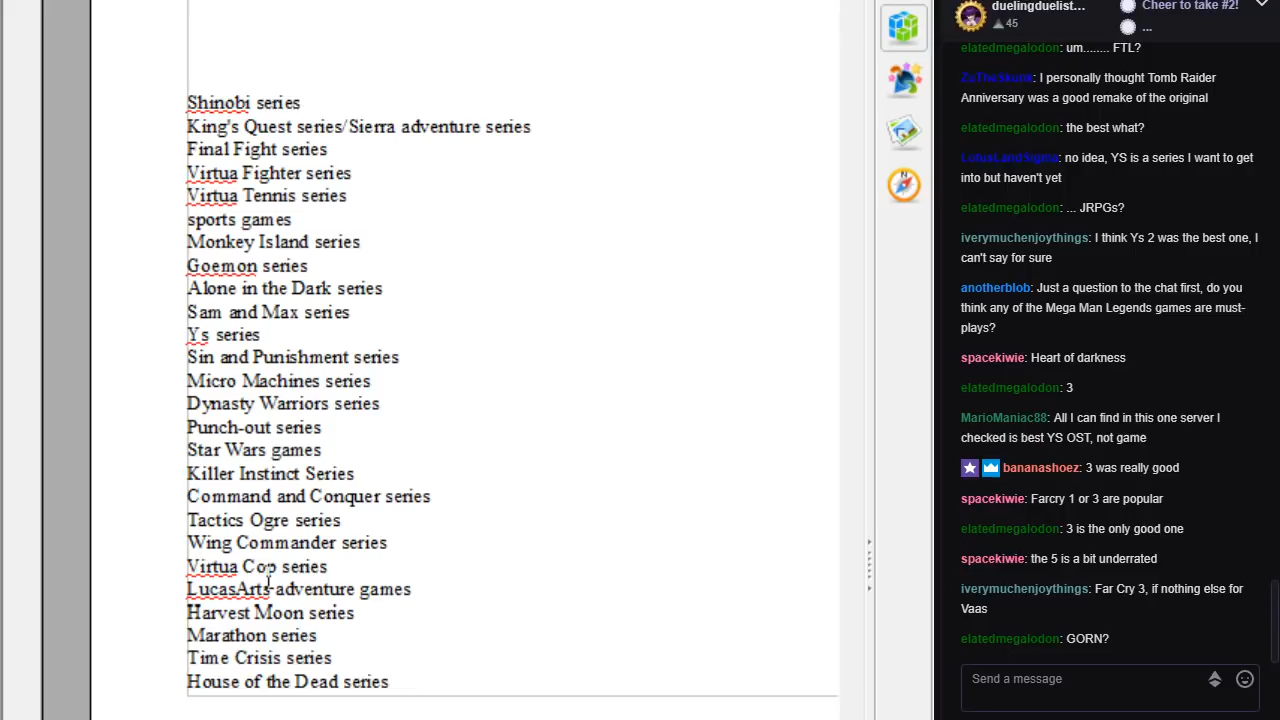 Shinobi series
King's Quest series/Sierra adventure series
Final Fight series
Virtua Fighter series
Virtua Tennis series
sports games
Monkey Island series
Goemon series
Alone in the Dark series
Sam and Max series
Ys series
Sin and Punishment series
Micro Machines series
Dynasty Warriors series
Punch-out series
Star Wars games
Killer Instinct Series
Command and Conquer series
Tactics Ogre series
Wing Commander series
Virtua Cop series
LucasArts adventure games
Harvest Moon series
Marathon series
Time Crisis series
House of the Dead series
N
duelingduelist...
45
Cheer to take #2!
...
elatedmegalodon: um........ FTL?
ZoTheSkunk: I personally thought Tomb Raider
Anniversary was a good remake of the original
elatedmegalodon: the best what?
LotusLandSigma: no idea, YS is a series I want to get
into but haven't yet
elatedmegalodon: ... JRPGs?
iverymuchenjoythings: I think Ys 2 was the best one, I
can't say for sure
anotherblob: Just a question to the chat first, do you
think any of the Mega Man Legends games are must-
plays?
spacekiwie: Heart of darkness
elatedmegalodon: 3
MarioManiac88: All I can find in this one server I
checked is best YS OST, not game
bananashoez: 3 was really good
spacekiwie: Farcry 1 or 3 are popular
elatedmegalodon: 3 is the only good one
spacekiwie: the 5 is a bit underrated
iverymuchenjoythings: Far Cry 3, if nothing else for
Vaas
elatedmegalodon: GORN?
Send a message